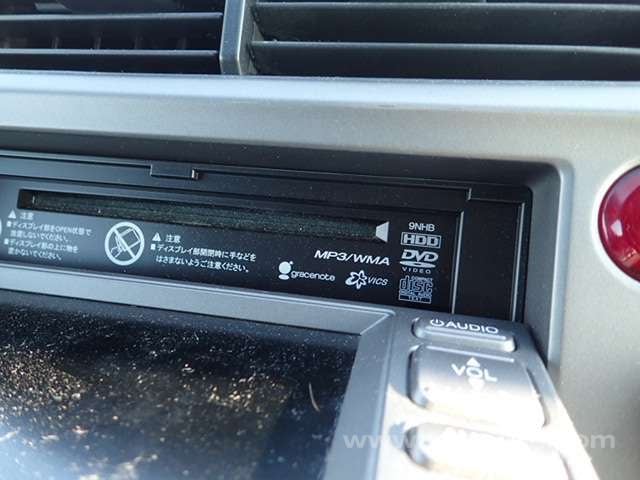 ⚠ 注意
■ディスプレイ部をOPEN状態で
放置しないでください。
■ディスプレイ部の上に物を
置かないでください。
⚠ 注意
■ディスプレイ部開閉時に手などを
はさまないようご注意ください。
9NHB
HDD
MP3/WMA
DVD
VIDEO
gracenote
VICS
COMPACT
disc
DIGITAL AUDIO
TEXT
AUDIO
VOL